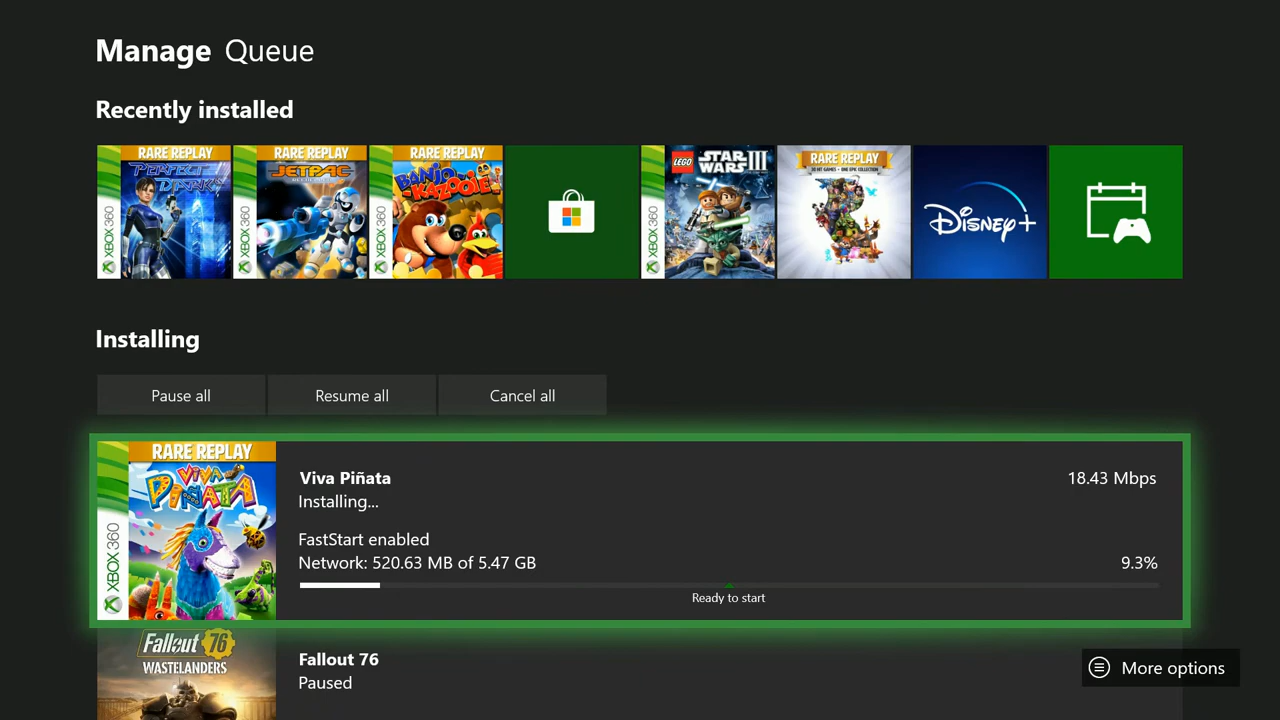 Manage Queue
Recently installed
XBOX 360
RARE REPLAY
PERFECT DARK
XBOX 360
RARE REPLAY
JETPAC
XBOX 360
RARE REPLAY
BANJO KAZOOIE
XBOX 360
LEGO STAR WARS III
RARE REPLAY
Disney+
Installing
Pause all Resume all Cancel all
XBOX 360
RARE REPLAY
VIVA PIÑATA
Viva Piñata 18.43 Mbps
Installing...
FastStart enabled
Network: 520.63 MB of 5.47 GB 9.3%
Ready to start
Fallout 76
WASTELANDERS
Fallout 76
Paused
More options